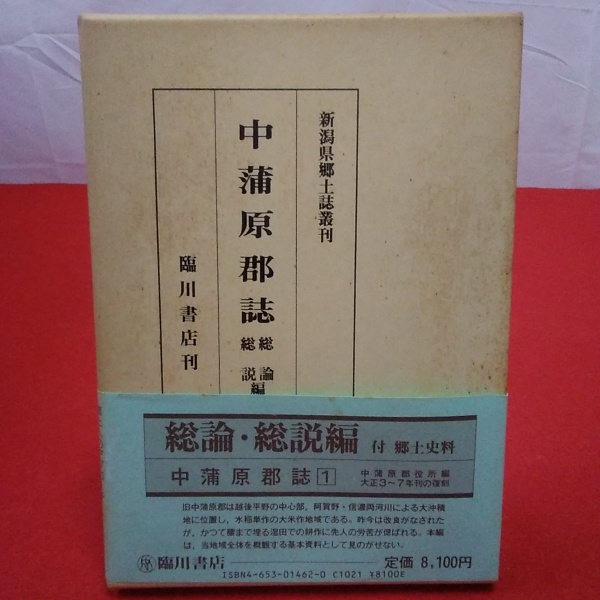 新潟県郷土誌叢刊
中蒲原郡誌
総論
総説編
臨川書店刊
総論・総説編 付 郷土史料
中蒲原郡誌 1
中蒲原郡役所編
大正3〜7年刊の復刻
旧中蒲原郡は越後平野の中心部，阿賀野・信濃両河川による大沖積
地に位置し，水稲単作の大米作地域である。昨今は改良がなされた
が，かつて腰まで埋る沼田での耕作に先人の労苦が偲ばれる。本編
は，当地域全体を概観する基本資料として見のがせない。
臨川書店 定価 8,100円
ISBN4-653-01462-0 C1021 ¥8100E